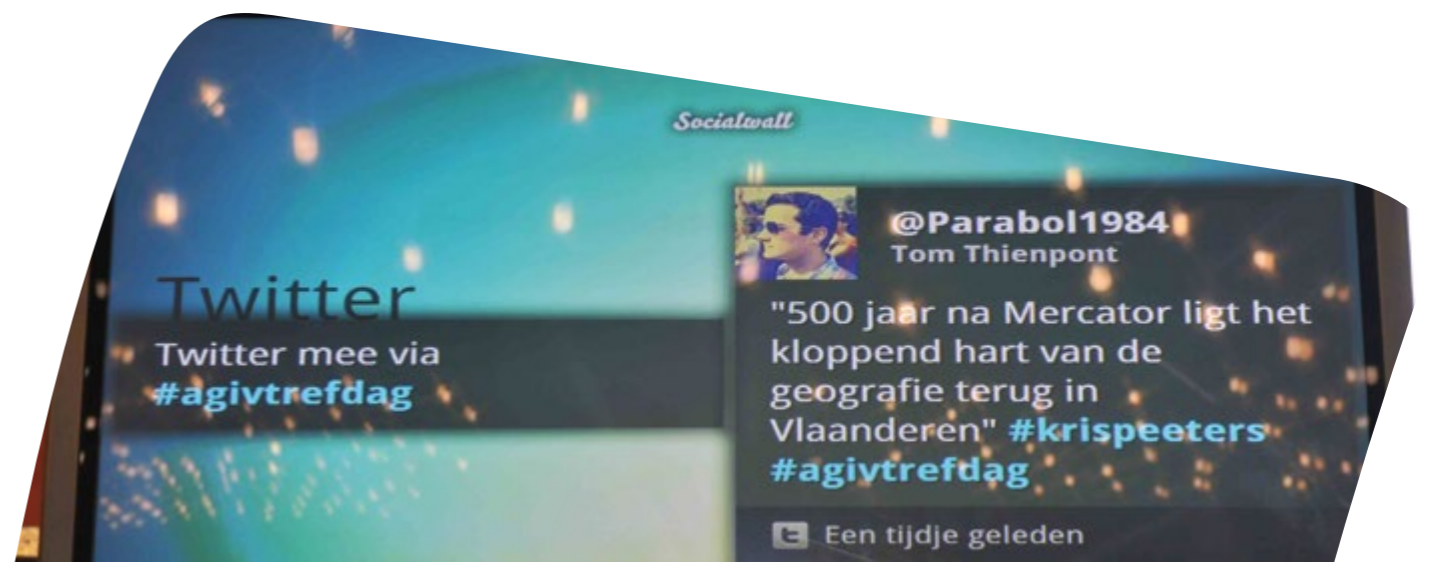 Socialwall
Twitter
Twitter mee via
#agivtrefdag
@Parabol1984
Tom Thienpont
"500 jaar na Mercator ligt het
kloppend hart van de
geografie terug in
Vlaanderen" #krispeeters
#agivtrefdag
Een tijdje geleden